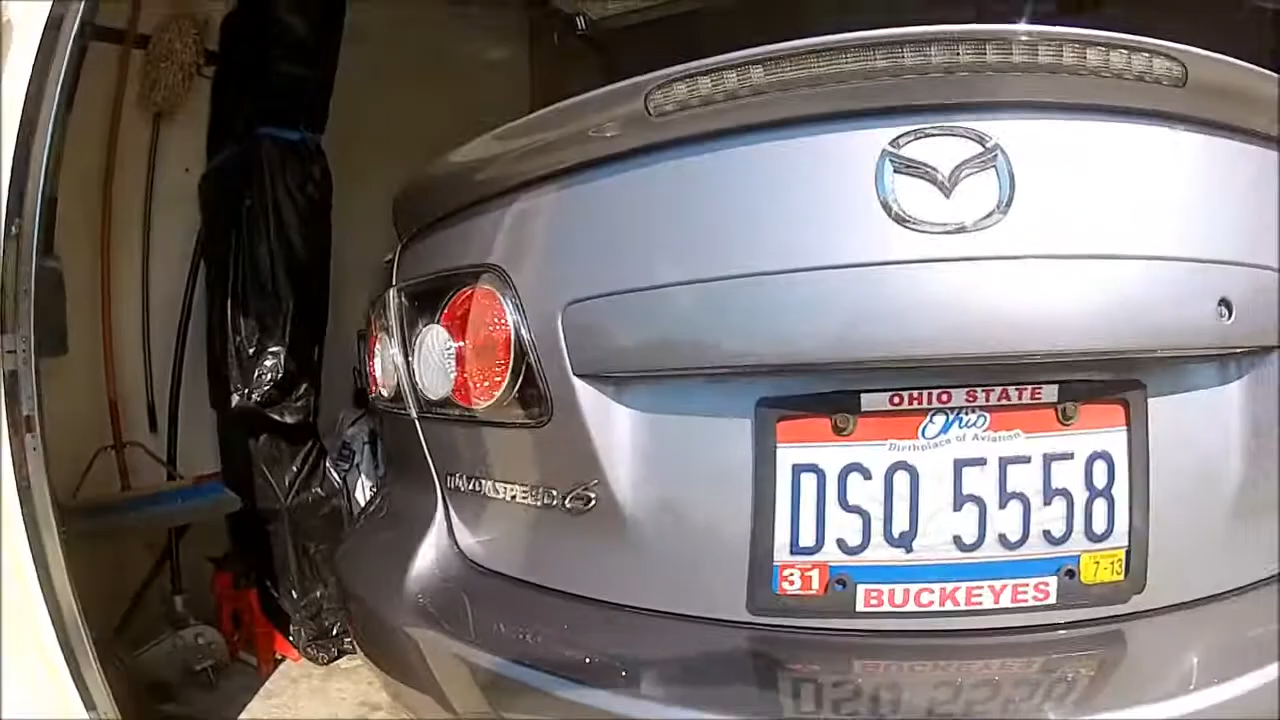 MAZDASPEED 6
OHIO STATE
Ohio
Birthplace of Aviation
DSQ 5558
31
7-13
BUCKEYES